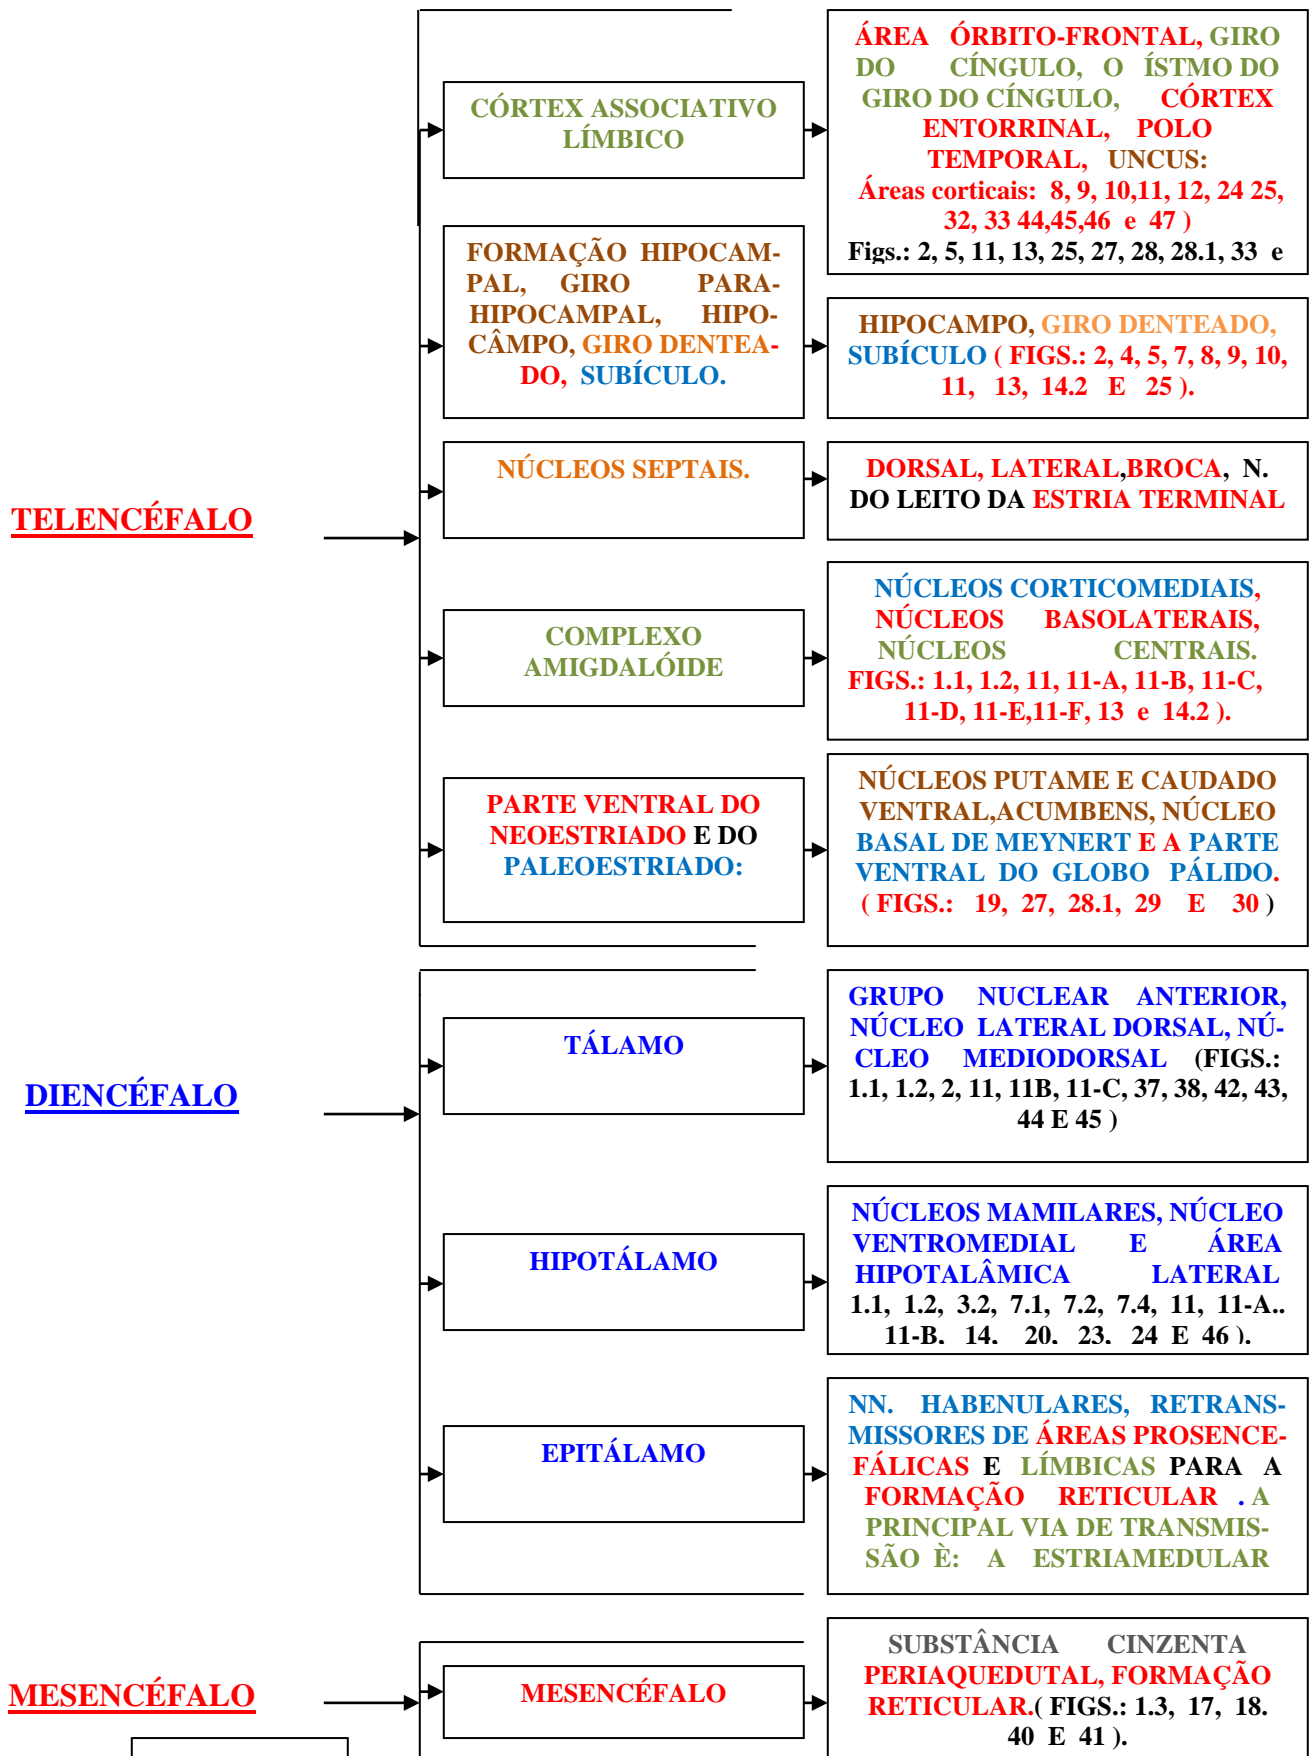 TELENCÉFALO
CÓRTEX ASSOCIATIVO
LÍMBICO
ÁREA ÓRBITO-FRONTAL, GIRO
DO CÍNGULO, O ÍSTMO DO
GIRO DO CÍNGULO, CÓRTEX
ENTORRINAL, POLO
TEMPORAL, UNCUS:
Áreas corticais: 8, 9, 10,11, 12, 24 25,
32, 33 44,45,46 e 47 )
Figs.: 2, 5, 11, 13, 25, 27, 28, 28.1, 33 e
FORMAÇÃO HIPOCAM-
PAL, GIRO PARA-
HIPOCAMPAL, HIPO-
CÂMPO, GIRO DENTEA-
DO, SUBÍCULO.
HIPOCAMPO, GIRO DENTEADO,
SUBÍCULO ( FIGS.: 2, 4, 5, 7, 8, 9, 10,
11, 13, 14.2 E 25 ).
NÚCLEOS SEPTAIS.
DORSAL, LATERAL,BROCA, N.
DO LEITO DA ESTRIA TERMINAL
COMPLEXO
AMIGDALÓIDE
NÚCLEOS CORTICOMEDIAIS,
NÚCLEOS BASOLATERAIS,
NÚCLEOS CENTRAIS.
FIGS.: 1.1, 1.2, 11, 11-A, 11-B, 11-C,
11-D, 11-E,11-F, 13 e 14.2 ).
PARTE VENTRAL DO
NEOESTRIADO E DO
PALEOESTRIADO:
NÚCLEOS PUTAME E CAUDADO
VENTRAL,ACUMBENS, NÚCLEO
BASAL DE MEYNERT E A PARTE
VENTRAL DO GLOBO PÁLIDO.
( FIGS.: 19, 27, 28.1, 29 E 30 )
DIENCÉFALO
TÁLAMO
GRUPO NUCLEAR ANTERIOR,
NÚCLEO LATERAL DORSAL, NÚ-
CLEO MEDIODORSAL (FIGS.:
1.1, 1.2, 2, 11, 11B, 11-C, 37, 38, 42, 43,
44 E 45 )
HIPOTÁLAMO
NÚCLEOS MAMILARES, NÚCLEO
VENTROMEDIAL E ÁREA
HIPOTALÂMICA LATERAL
1.1, 1.2, 3.2, 7.1, 7.2, 7.4, 11, 11-A..
11-B, 14, 20, 23, 24 E 46 ).
EPITÁLAMO
NN. HABENULARES, RETRANS-
MISSORES DE ÁREAS PROSENCE-
FÁLICAS E LÍMBICAS PARA A
FORMAÇÃO RETICULAR . A
PRINCIPAL VIA DE TRANSMIS-
SÃO È: A ESTRIAMEDULAR
MESENCÉFALO
MESENCÉFALO
SUBSTÂNCIA CINZENTA
PERIAQUEDUTAL, FORMAÇÃO
RETICULAR.( FIGS.: 1.3, 17, 18.
40 E 41 ).